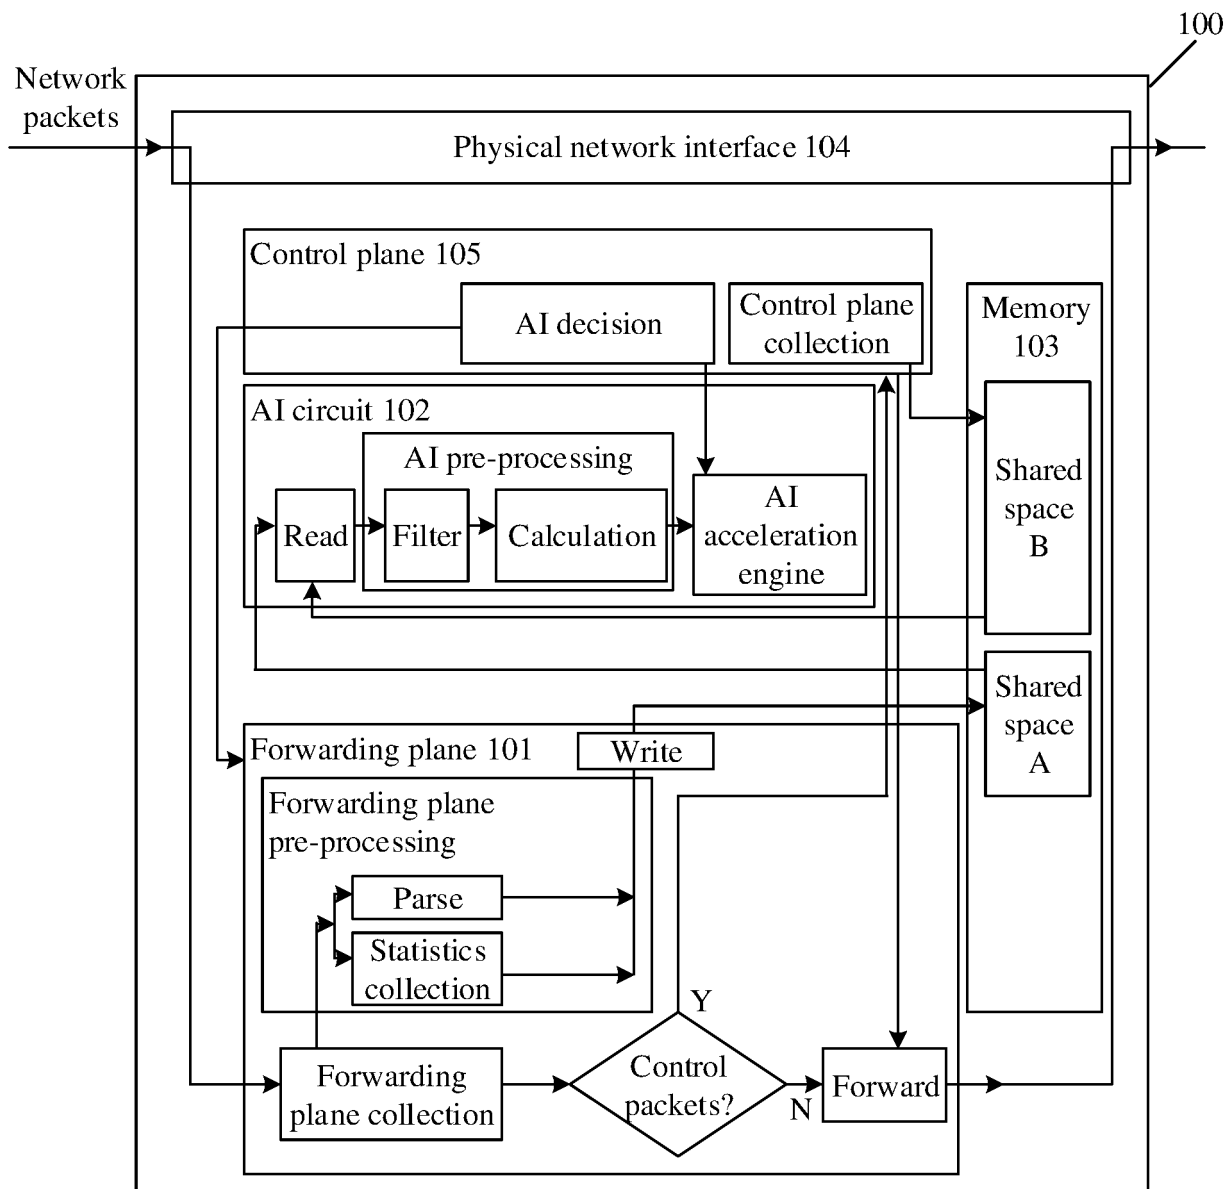 100
Network
packets
Physical network interface 104
Control plane 105
AI decision
Control plane
collection
Memory
103
AI circuit 102
AI pre-processing
Read
Filter
Calculation
AI
acceleration
engine
Shared
space
B
Shared
space
A
Forwarding plane 101
Write
Forwarding plane
pre-processing
Parse
Statistics
collection
Y
Forwarding
plane collection
Control
packets?
N
Forward